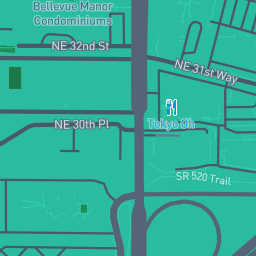 Bellevue Manor
Condominiums
NE 32nd St
NE 31st Way
NE 30th Pl
Tokyo Oh
SR 520 Trail